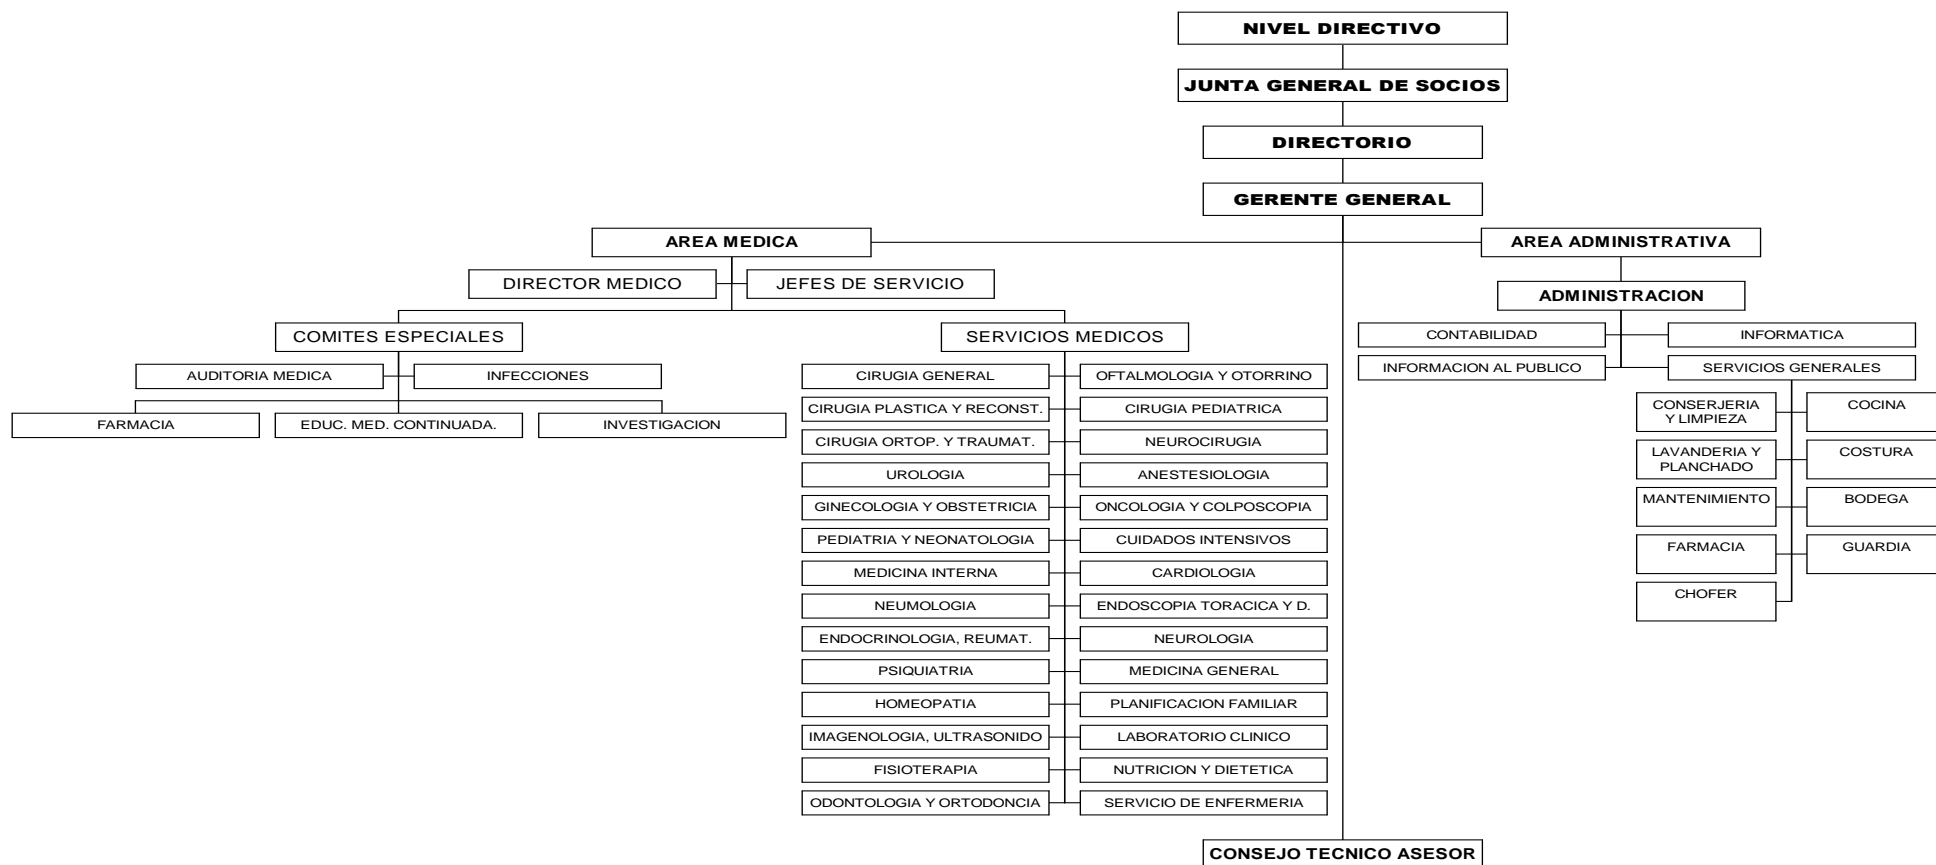 NIVEL DIRECTIVO
JUNTA GENERAL DE SOCIOS
DIRECTORIO
GERENTE GENERAL
AREA MEDICA
AREA ADMINISTRATIVA
DIRECTOR MEDICO
JEFES DE SERVICIO
ADMINISTRACION
COMITES ESPECIALES
SERVICIOS MEDICOS
CONTABILIDAD
INFORMATICA
INFORMACION AL PUBLICO
SERVICIOS GENERALES
AUDITORIA MEDICA
INFECCIONES
FARMACIA
EDUC. MED. CONTINUADA.
INVESTIGACION
CIRUGIA GENERAL
OFTALMOLOGIA Y OTORRINO
CIRUGIA PLASTICA Y RECONST.
CIRUGIA PEDIATRICA
CIRUGIA ORTOP. Y TRAUMAT.
NEUROCIRUGIA
UROLOGIA
ANESTESIOLOGIA
GINECOLOGIA Y OBSTETRICIA
ONCOLOGIA Y COLPOSCOPIA
PEDIATRIA Y NEONATOLOGIA
CUIDADOS INTENSIVOS
MEDICINA INTERNA
CARDIOLOGIA
NEUMOLOGIA
ENDOSCOPIA TORACICA Y D.
ENDOCRINOLOGIA, REUMAT.
NEUROLOGIA
PSIQUIATRIA
MEDICINA GENERAL
HOMEOPATIA
PLANIFICACION FAMILIAR
IMAGENOLOGIA, ULTRASONIDO
LABORATORIO CLINICO
FISIOTERAPIA
NUTRICION Y DIETETICA
ODONTOLOGIA Y ORTODONCIA
SERVICIO DE ENFERMERIA
CONSERJERIA
Y LIMPIEZA
COCINA
LAVANDERIA Y
PLANCHADO
COSTURA
MANTENIMIENTO
BODEGA
FARMACIA
GUARDIA
CHOFER
CONSEJO TECNICO ASESOR